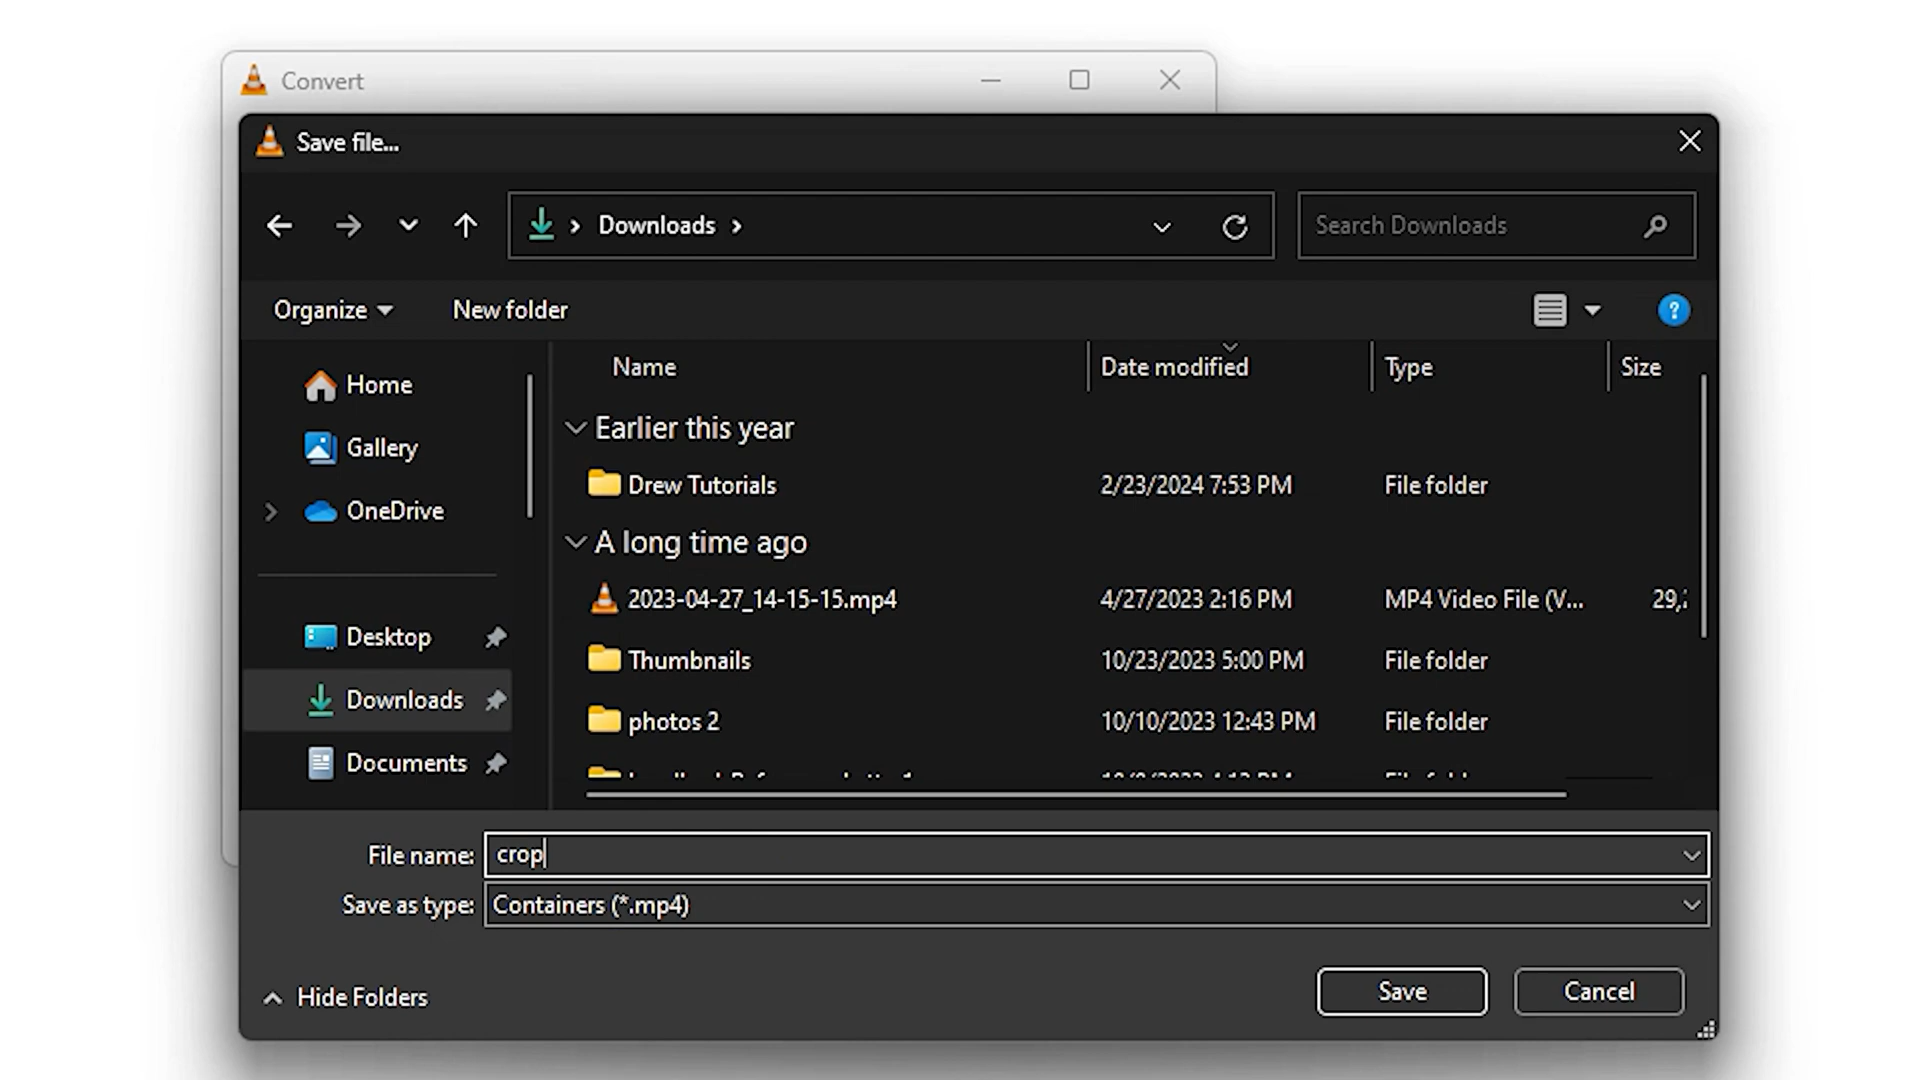 Convert
Save file...
Downloads
Search Downloads
Organize
New folder
?
Name
Date modified
Type
Size
Home
Gallery
OneDrive
Desktop
Downloads
Documents
Earlier this year
Drew Tutorials 2/23/2024 7:53 PM File folder
A long time ago
2023-04-27_14-15-15.mp4 4/27/2023 2:16 PM MP4 Video File (V... 29,
Thumbnails 10/23/2023 5:00 PM File folder
photos 2 10/10/2023 12:43 PM File folder
File name: crop
Save as type: Containers (*.mp4)
Hide Folders
Save
Cancel